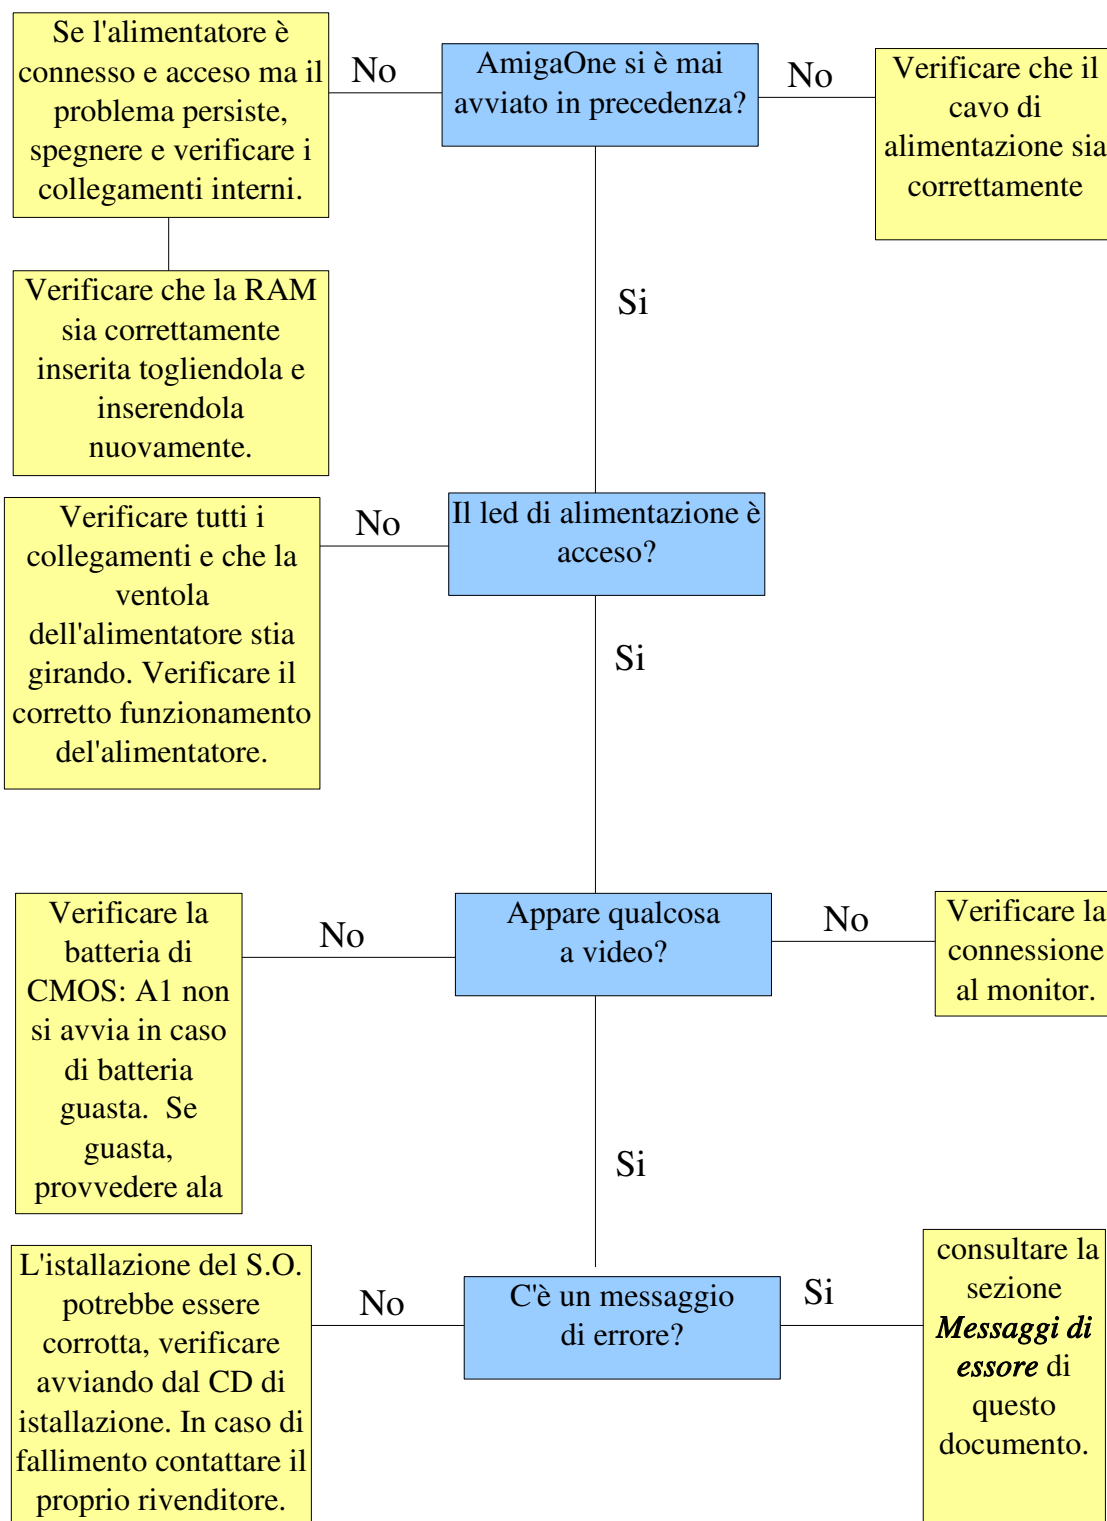 Se l'alimentatore è
connesso e acceso ma il
problema persiste,
spegnere e verificare i
collegamenti interni.
No
AmigaOne si è mai
avviato in precedenza?
No
Verificare che il
cavo di
alimentazione sia
correttamente
Verificare che la RAM
sia correttamente
inserita togliendola e
inserendola
nuovamente.
Si
Verificare tutti i
collegamenti e che la
ventola
dell'alimentatore stia
girando. Verificare il
corretto funzionamento
del'alimentatore.
No
Il led di alimentazione è
acceso?
Si
Verificare la
batteria di
CMOS: A1 non
si avvia in caso
di batteria
guasta. Se
guasta,
provvedere ala
No
Appare qualcosa
a video?
No
Verificare la
connessione
al monitor.
Si
L'istallazione del S.O.
potrebbe essere
corrotta, verificare
avviando dal CD di
istallazione. In caso di
fallimento contattare il
proprio rivenditore.
No
C'è un messaggio
di errore?
Si
consultare la
sezione
Messaggi di
essore di
questo
documento.